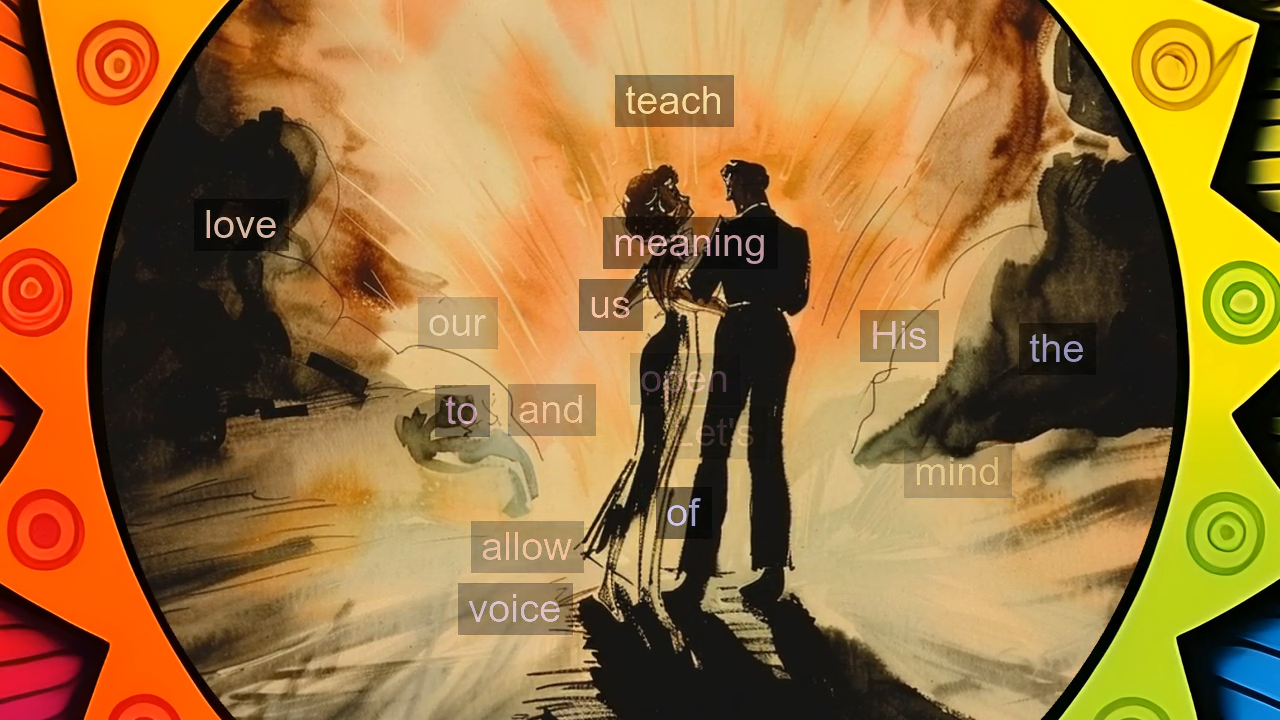 teach
love
meaning
us
our
His
the
open
to
and
Let's
mind
of
allow
voice